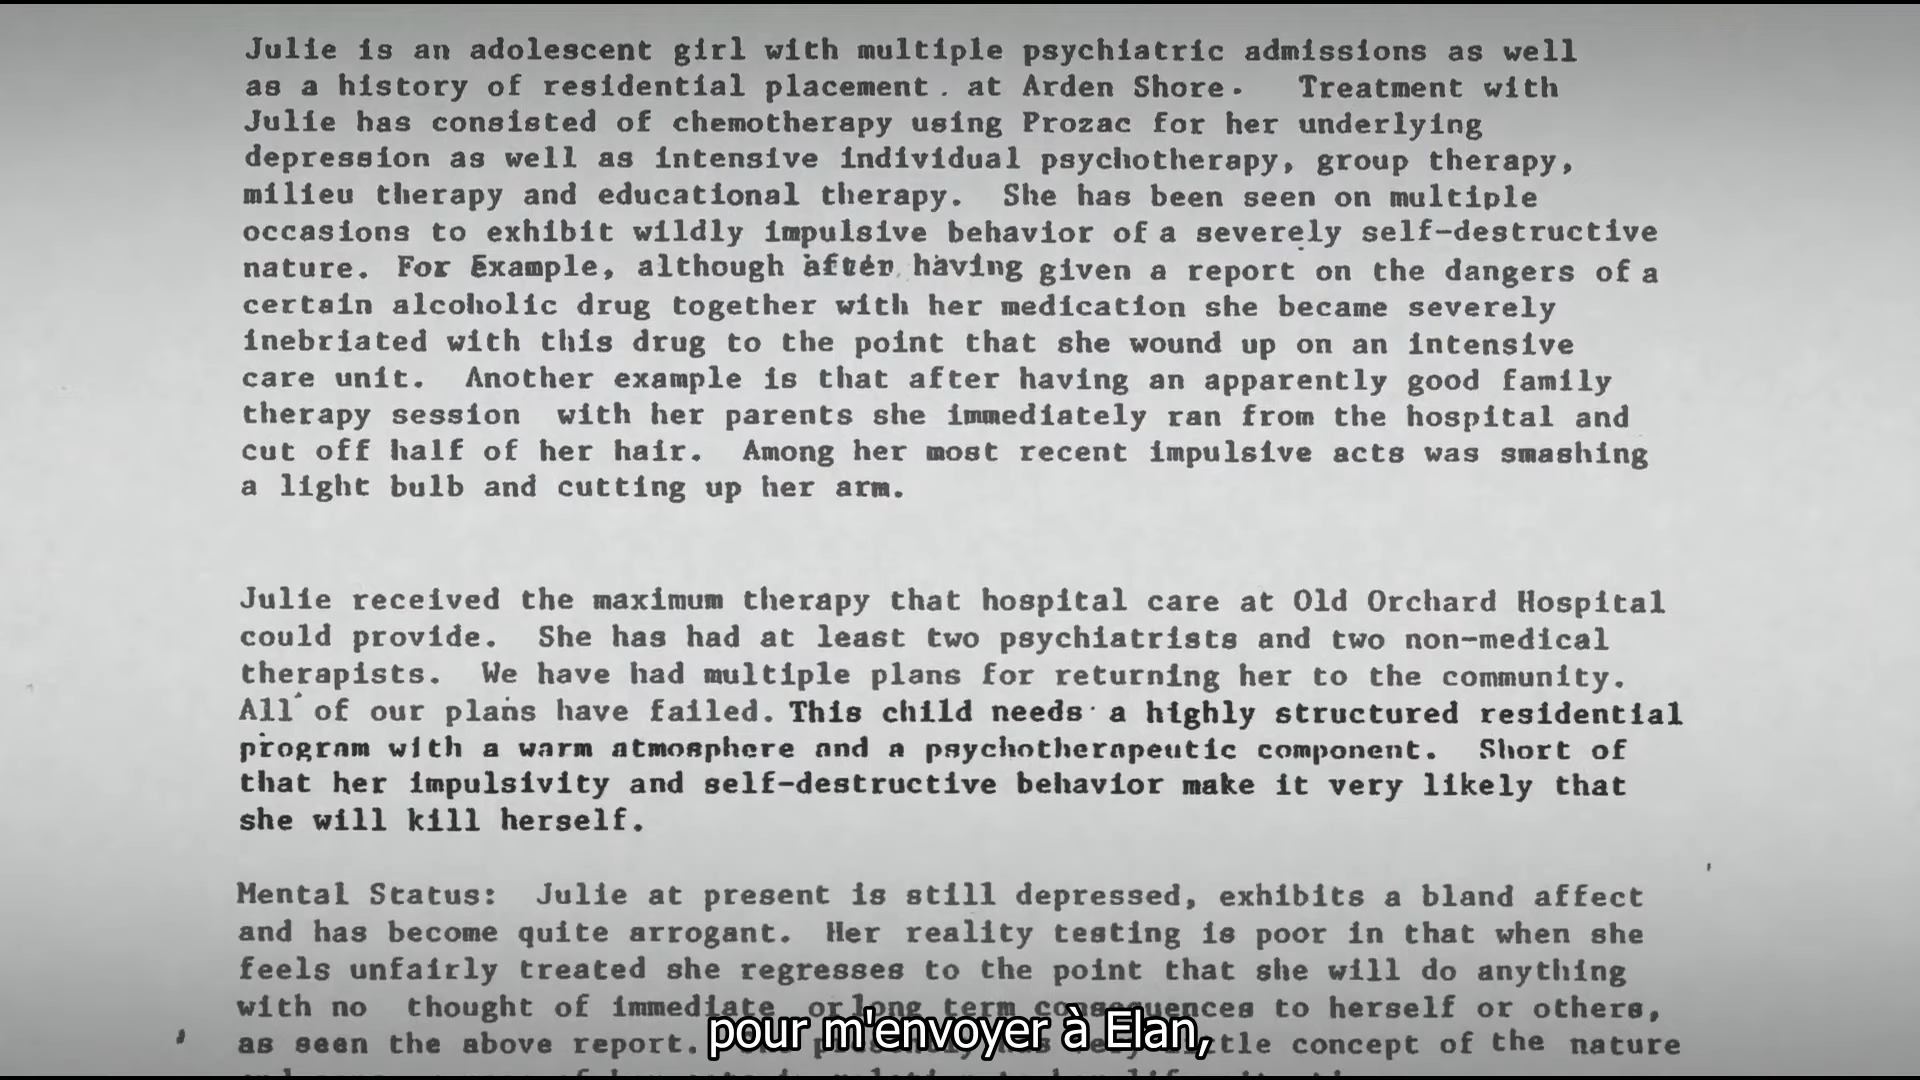 Julie is an adolescent girl with multiple psychiatric admissions as well
as a history of residential placement. at Arden Shore. Treatment with
Julie has consisted of chemotherapy using Prozac for her underlying
depression as well as intensive individual psychotherapy, group therapy,
milieu therapy and educational therapy. She has been seen on multiple
occasions to exhibit wildly impulsive behavior of a severely self-destructive
nature. For Example, although after having given a report on the dangers of a
certain alcoholic drug together with her medication she became severely
inebriated with this drug to the point that she wound up on an intensive
care unit. Another example is that after having an apparently good family
therapy session with her parents she immediately ran from the hospital and
cut off half of her hair. Among her most recent impulsive acts was smashing
a light bulb and cutting up her arm.
Julie received the maximum therapy that hospital care at Old Orchard Hospital
could provide. She has had at least two psychiatrists and two non-medical
therapists. We have had multiple plans for returning her to the community.
All of our plans have failed. This child needs a highly structured residential
program with a warm atmosphere and a psychotherapeutic component. Short of
that her impulsivity and self-destructive behavior make it very likely that
she will kill herself.
Mental Status: Julie at present is still depressed, exhibits a bland affect
and has become quite arrogant. Her reality testing is poor in that when she
feels unfairly treated she regresses to the point that she will do anything
with no thought of immediate or long term consequences to herself or others,
as seen the above report. little concept of the nature
pour m'envoyer à Elan,